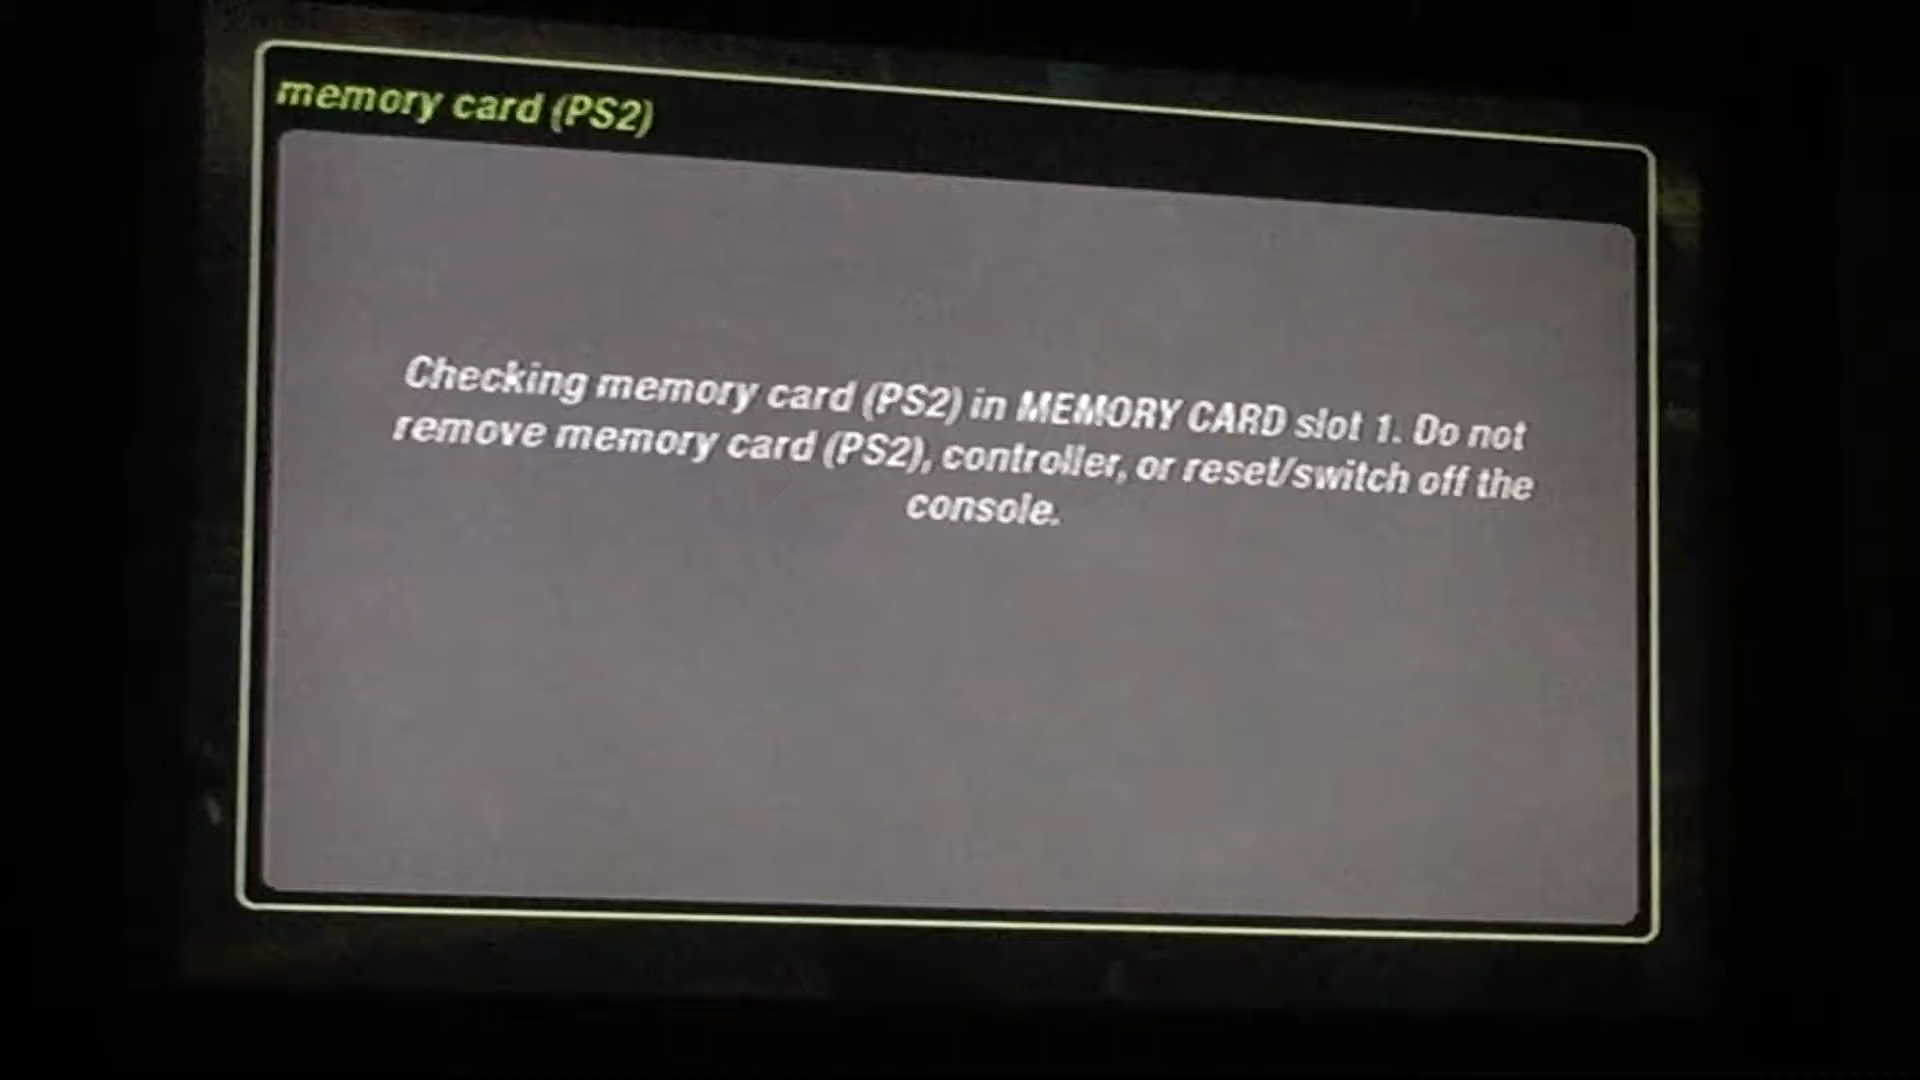 memory card (PS2)
Checking memory card (PS2) in MEMORY CARD slot 1. Do not
remove memory card (PS2), controller, or reset/switch off the
console.